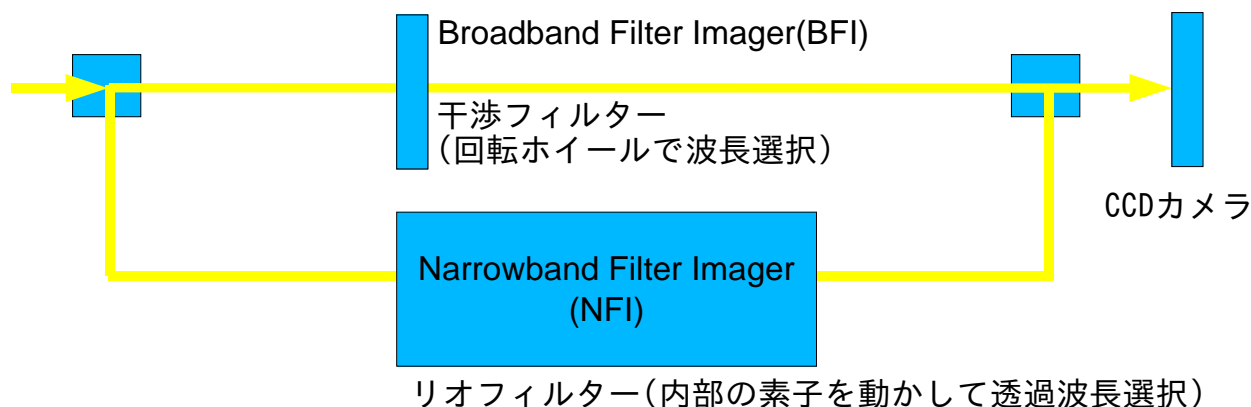 Broadband Filter Imager(BFI)
干渉フィルター
(回転ホイールで波長選択)
CCDカメラ
Narrowband Filter Imager
(NFI)
リオフィルター(内部の素子を動かして透過波長選択)